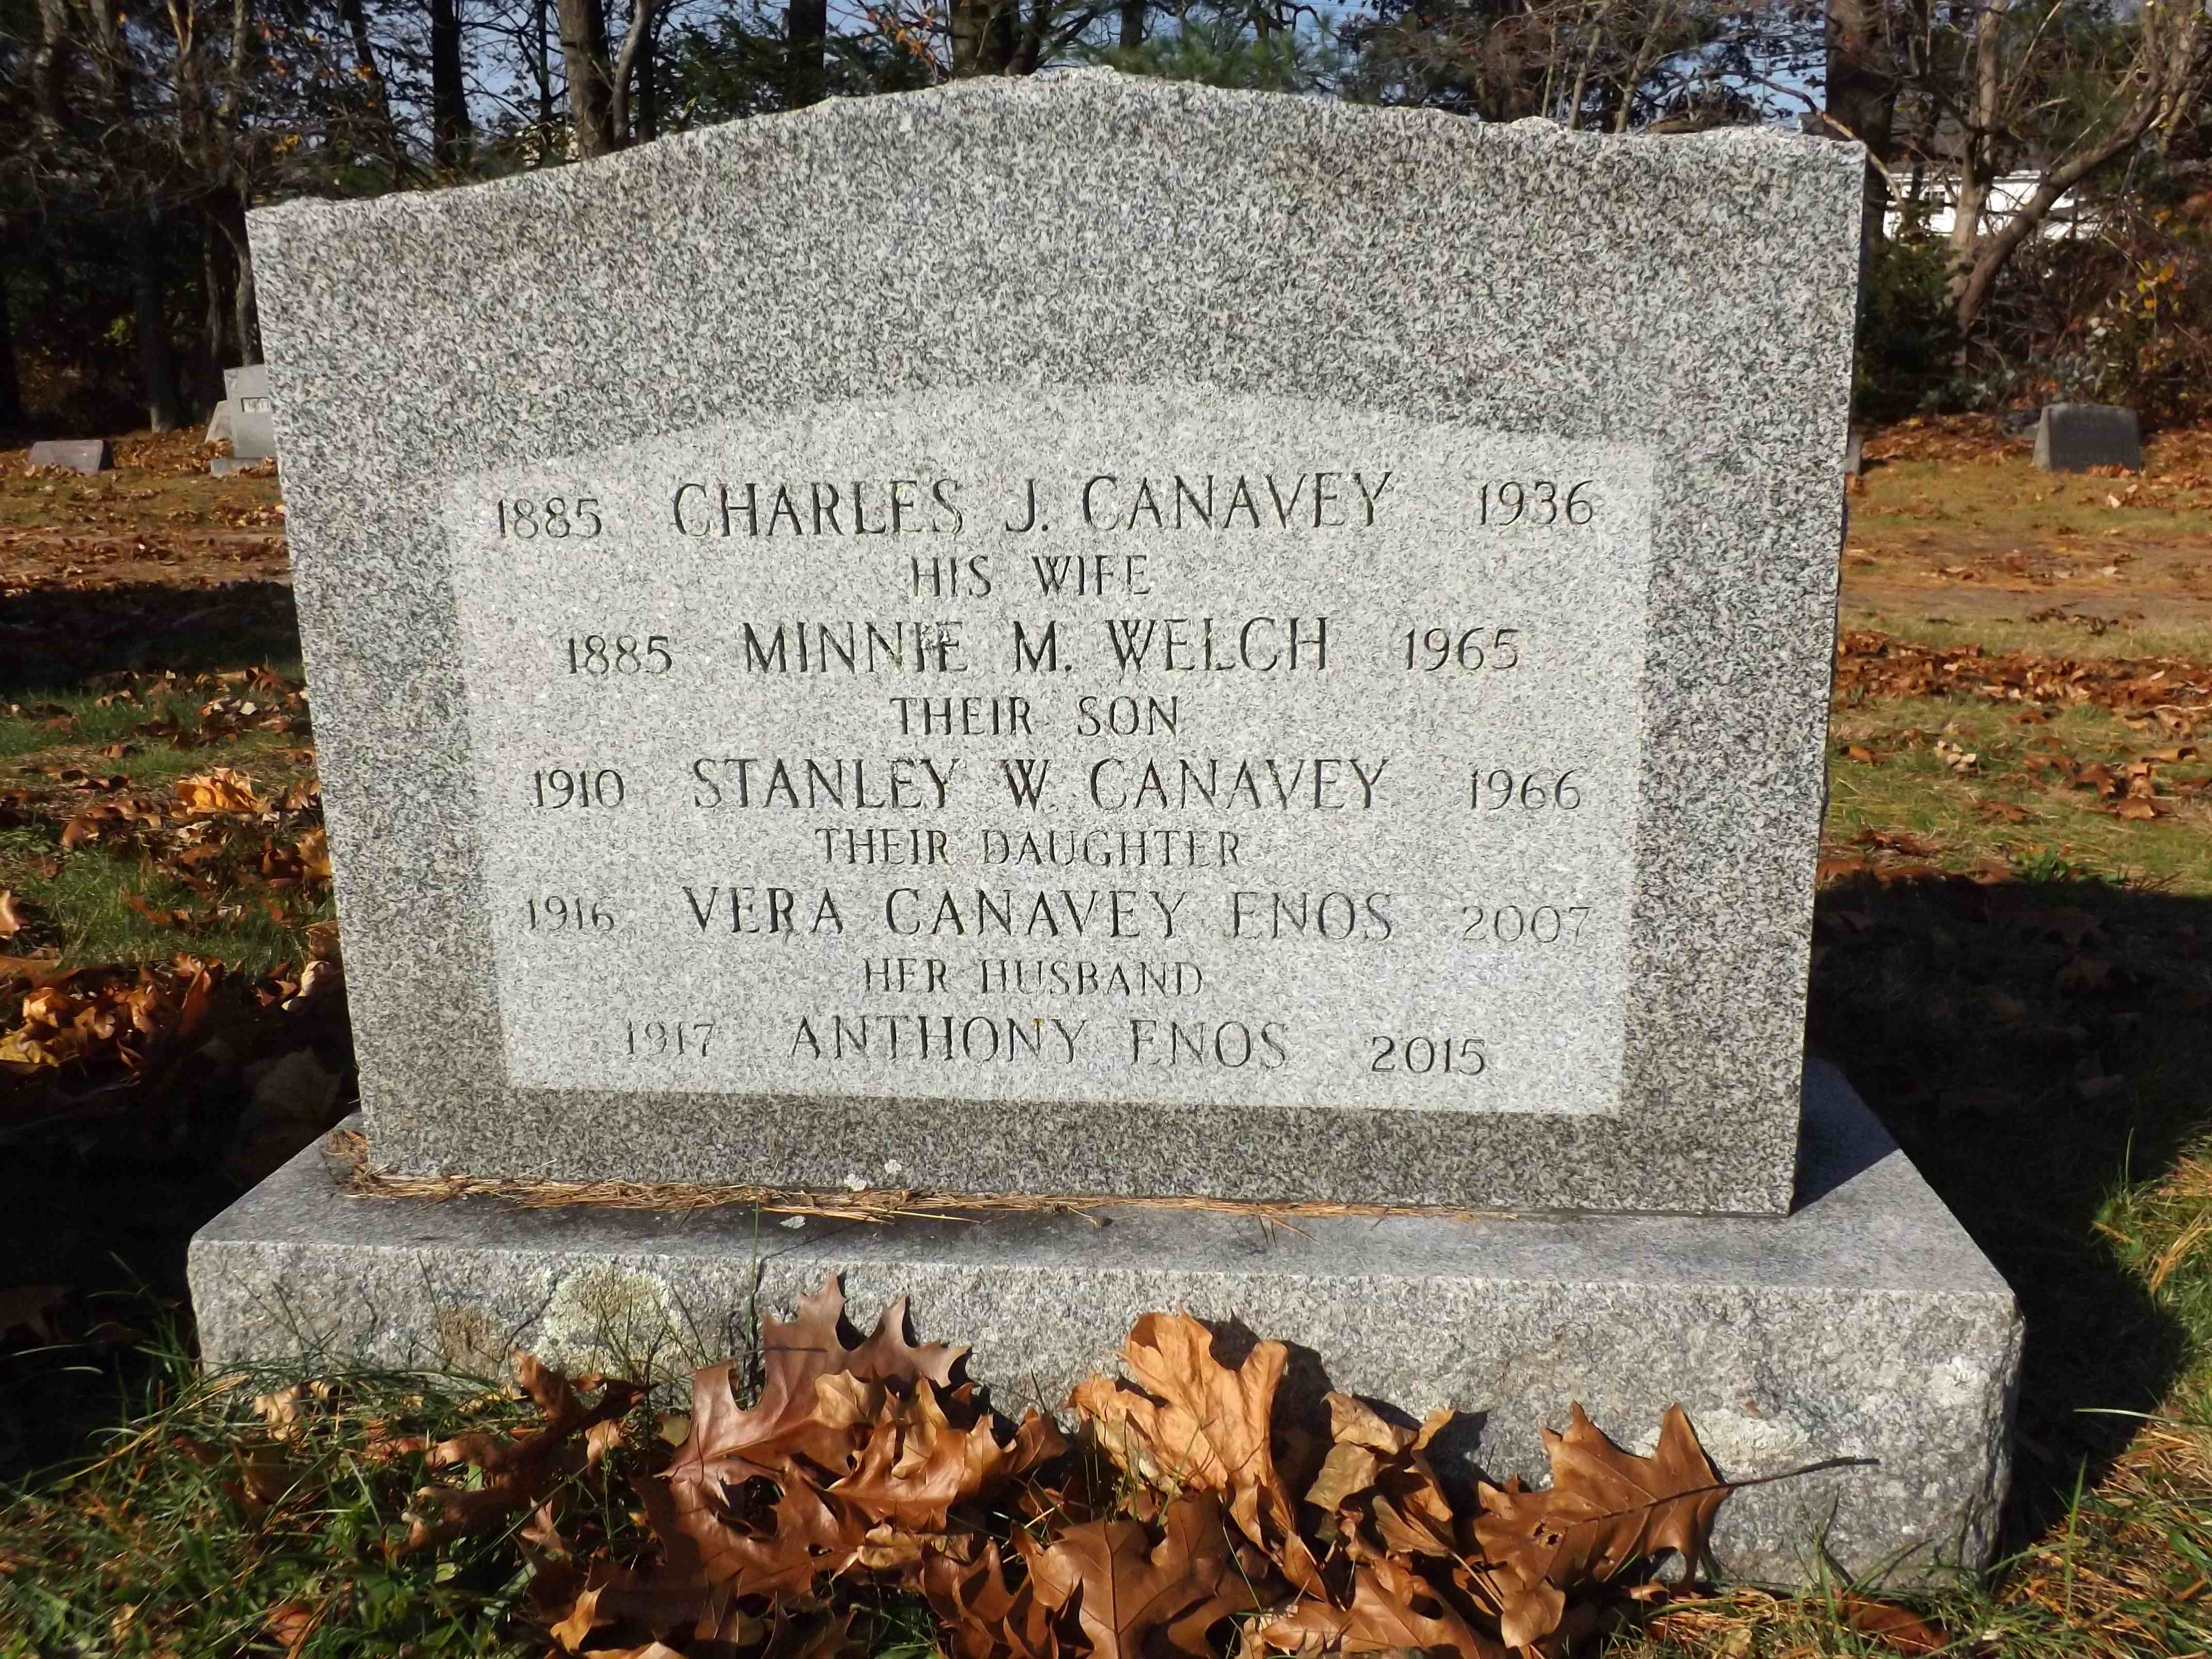 1885 CHARLES J. CANAVEY 1936
HIS WIFE
1885 MINNIE M. WELCH 1965
THEIR SON
1910 STANLEY W. CANAVEY 1966
THEIR DAUGHTER
1916 VERA CANAVEY ENOS 2007
HER HUSBAND
1917 ANTHONY ENOS 2015